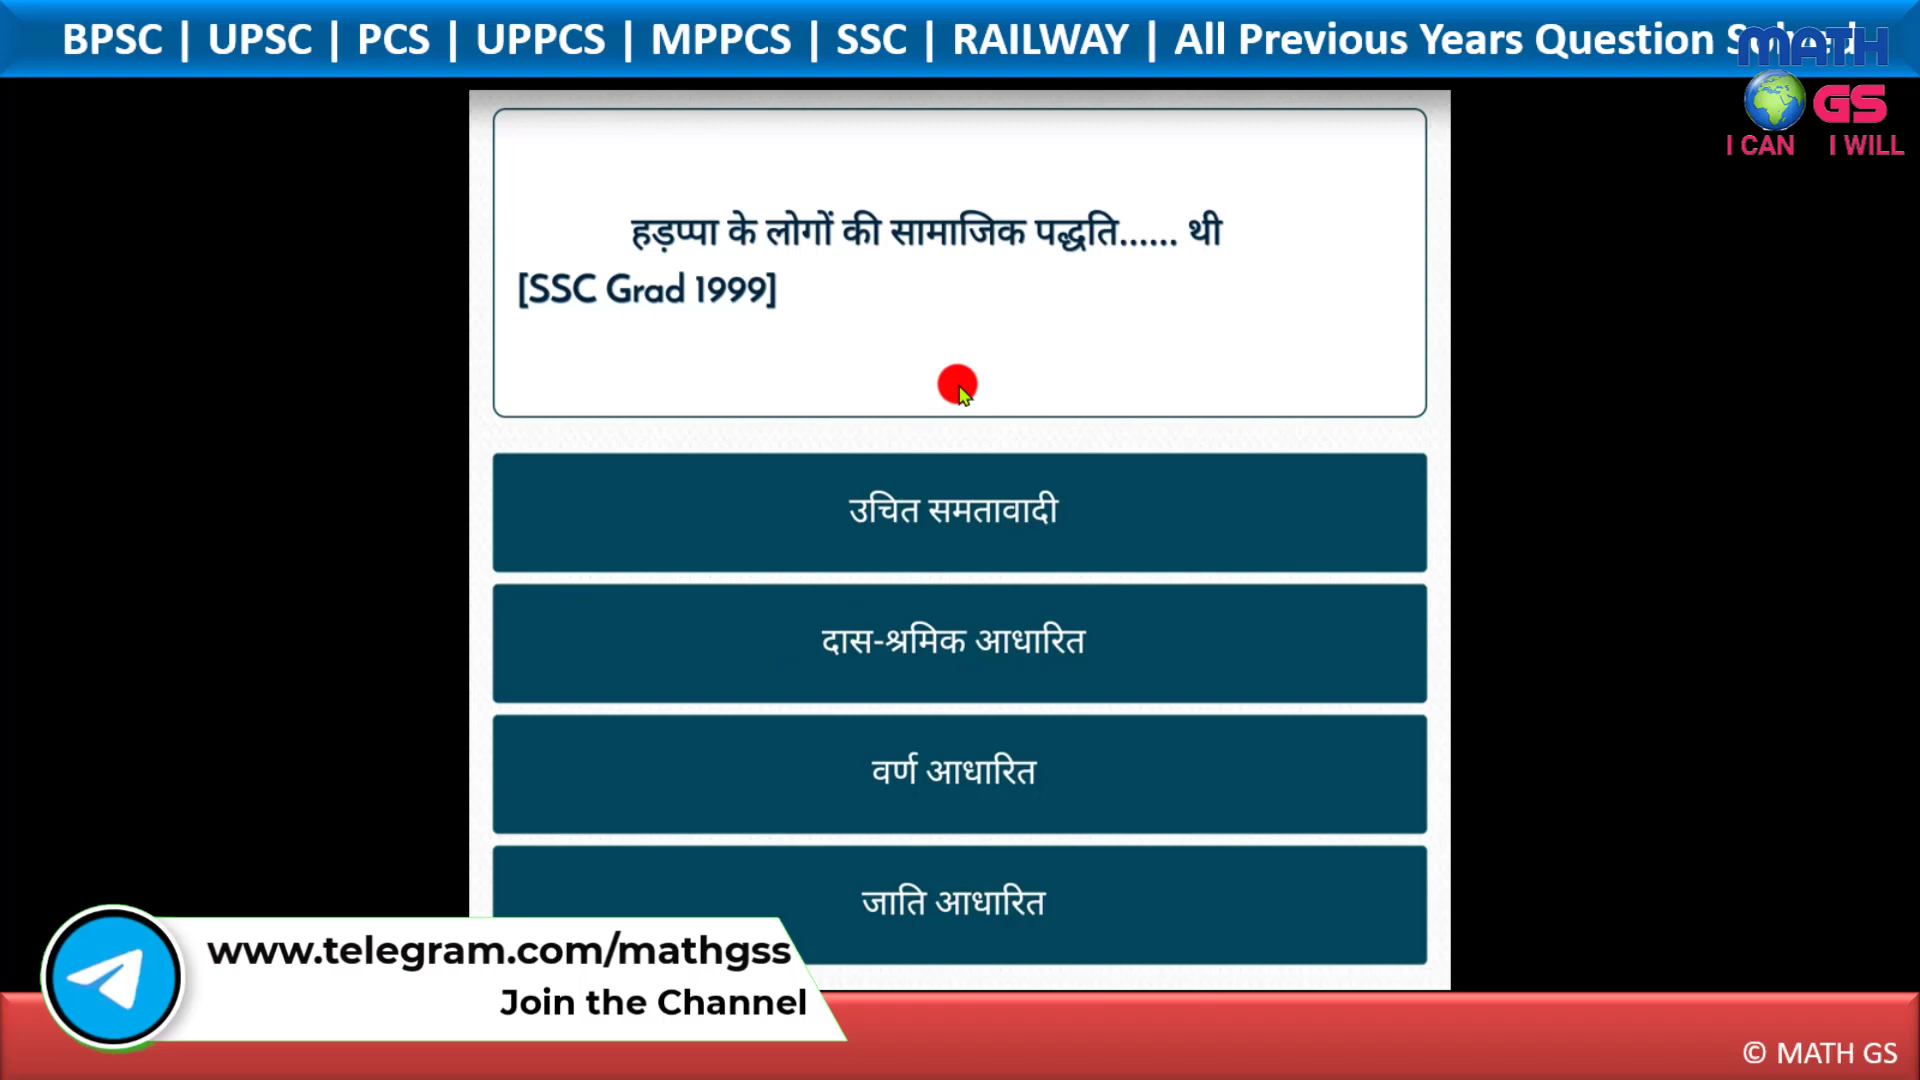 BPSC | UPSC | PCS | UPPCS | MPPCS | SSC | RAILWAY | All Previous Years Question
MATH
GS
I CAN I WILL
हड़प्पा के लोगों की सामाजिक पद्धति...... थी
[SSC Grad 1999]
उचित समतावादी
दास-श्रमिक आधारित
वर्ण आधारित
जाति आधारित
www.telegram.com/mathgss
Join the Channel
© MATH GS